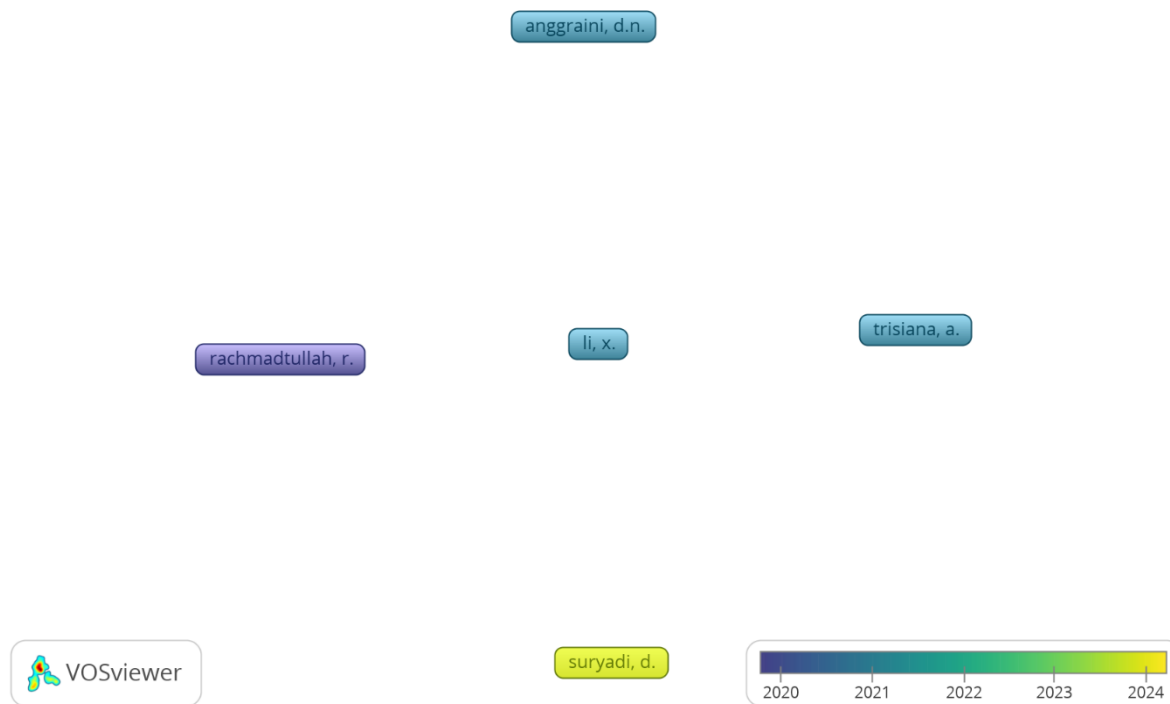 anggraini, d.n.
trisiana, a.
li, x.
rachmadtullah, r.
suryadi, d.
VOSviewer
2020 2021 2022 2023 2024